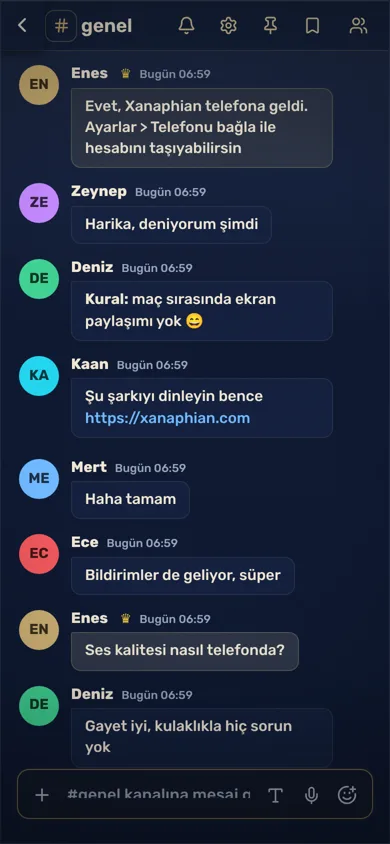 # genel
EN
Enes Bugün 06:59
Evet, Xanaphian telefona geldi.
Ayarlar > Telefonu bağla ile
hesabını taşıyabilirsin
ZE
Zeynep Bugün 06:59
Harika, deniyorum şimdi
DE
Deniz Bugün 06:59
Kural: maç sırasında ekran
paylaşımı yok 😄
KA
Kaan Bugün 06:59
Şu şarkıyı dinleyin bence
https://xanaphian.com
ME
Mert Bugün 06:59
Haha tamam
EC
Ece Bugün 06:59
Bildirimler de geliyor, süper
EN
Enes Bugün 06:59
Ses kalitesi nasıl telefonda?
DE
Deniz Bugün 06:59
Gayet iyi, kulaklıkla hiç sorun
yok
#genel kanalına mesaj g